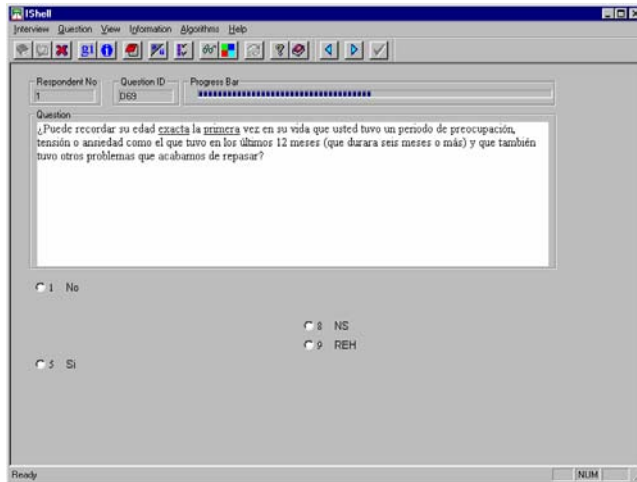 IShell
Interview Question View Information Algorithms Help
Respondent No
Question ID
Progress Bar
1
D69
Question
¿Puede recordar su edad exacta la primera vez en su vida que usted tuvo un periodo de preocupación,
tensión o ansiedad como el que tuvo en los últimos 12 meses (que durara seis meses o más) y que también
tuvo otros problemas que acabamos de repasar?
1 No
8 NS
9 REH
5 Si
Ready
NUM